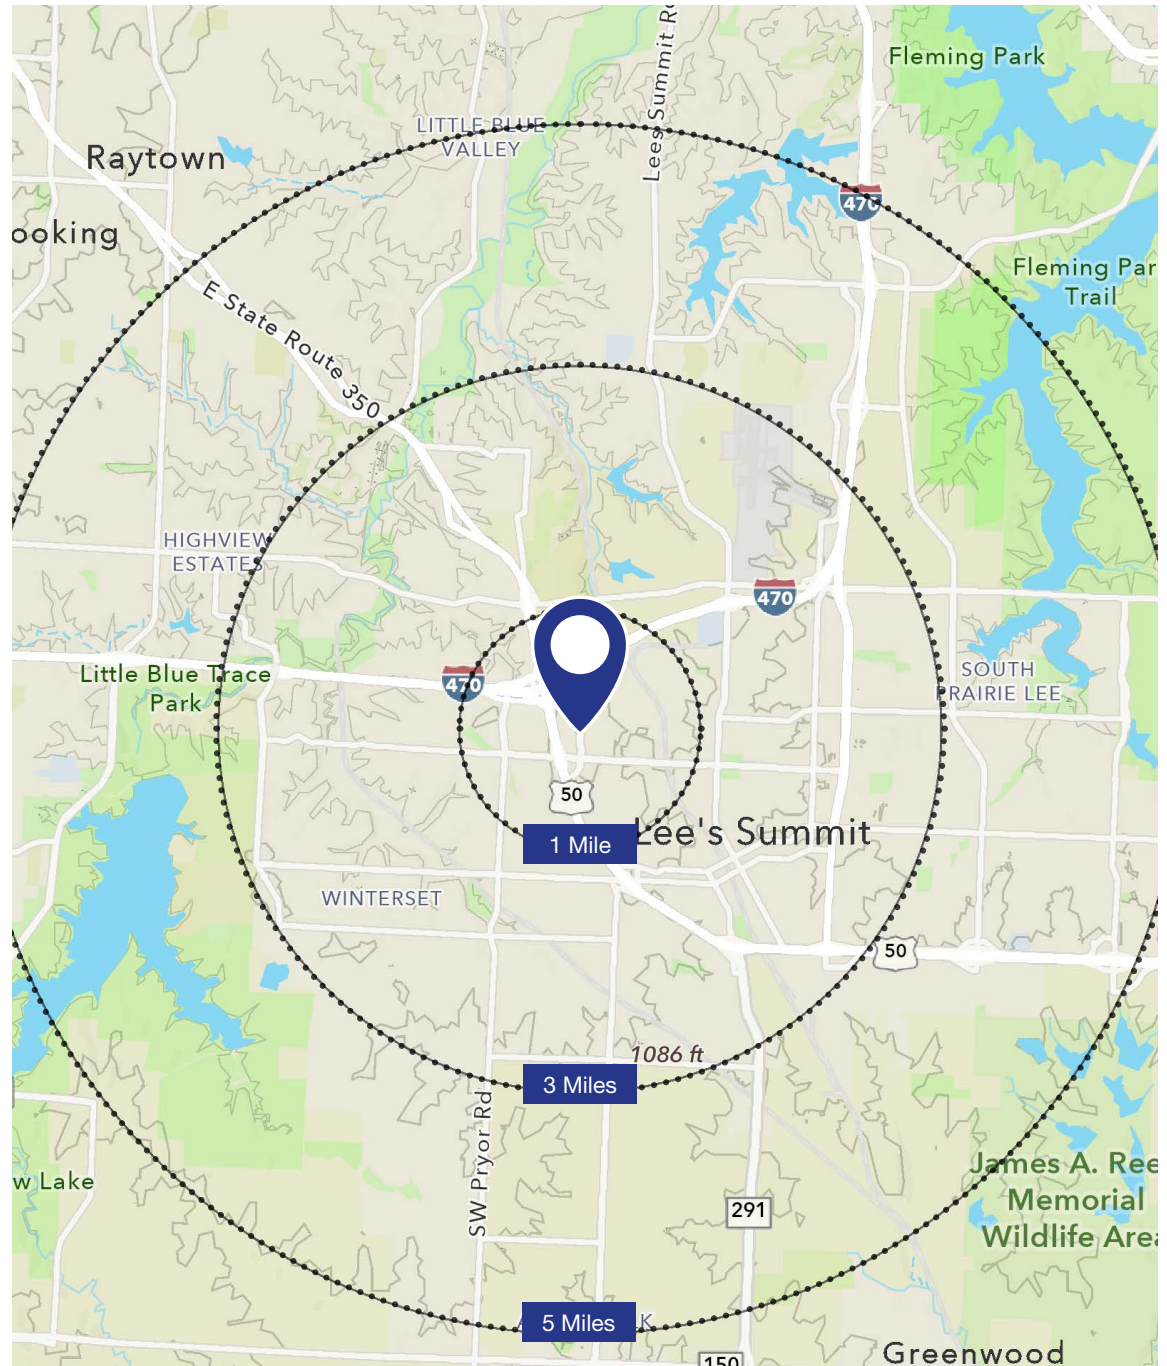 Fleming Park
Lees Summit R
LITTLE BLUE
VALLEY
Raytown
470
ooking
Fleming Par
Trail
E State Route 350
HIGHVIEW
ESTATES
470
Little Blue Trace
Park
470
SOUTH
PRAIRIE LEE
50
1 Mile
Lee's Summit
WINTERSET
50
1086 ft
3 Miles
SW Pryor Rd
James A. Ree
Memorial
Wildlife Area
w Lake
291
5 Miles
K
Greenwood
150